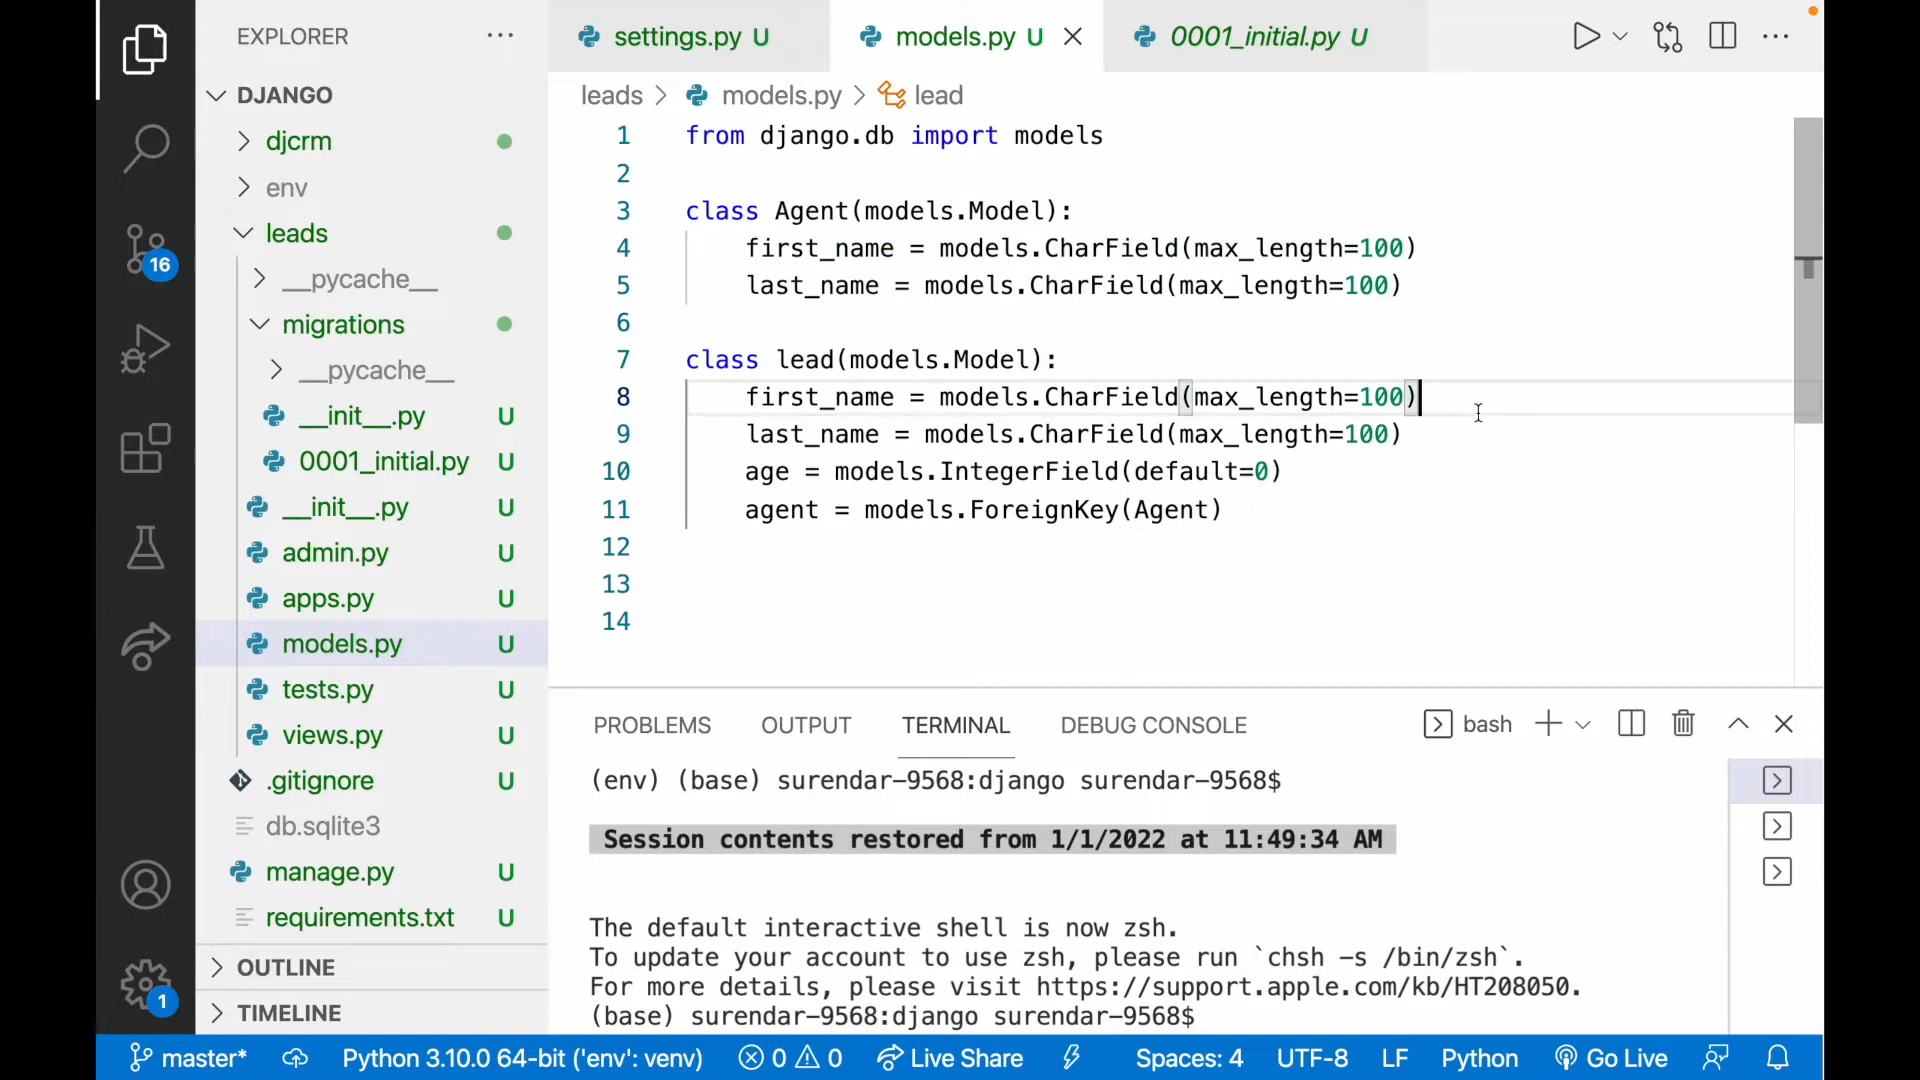 EXPLORER
DJANGO
djcrm
env
leads
__pycache__
migrations
__pycache__
__init__.py U
0001_initial.py U
__init__.py U
admin.py U
apps.py U
models.py U
tests.py U
views.py U
.gitignore U
db.sqlite3
manage.py U
requirements.txt U
OUTLINE
TIMELINE
16
1
settings.py U
models.py U
0001_initial.py U
leads > models.py > lead
1 from django.db import models
2
3 class Agent(models.Model):
4 first_name = models.CharField(max_length=100)
5 last_name = models.CharField(max_length=100)
6
7 class lead(models.Model):
8 first_name = models.CharField(max_length=100)
9 last_name = models.CharField(max_length=100)
10 age = models.IntegerField(default=0)
11 agent = models.ForeignKey(Agent)
12
13
14
PROBLEMS OUTPUT TERMINAL DEBUG CONSOLE bash
(env) (base) surendar-9568:django surendar-9568$
Session contents restored from 1/1/2022 at 11:49:34 AM
The default interactive shell is now zsh.
To update your account to use zsh, please run `chsh -s /bin/zsh`.
For more details, please visit https://support.apple.com/kb/HT208050.
(base) surendar-9568:django surendar-9568$
master* Python 3.10.0 64-bit ('env': venv) 0 0 Live Share Spaces: 4 UTF-8 LF Python Go Live